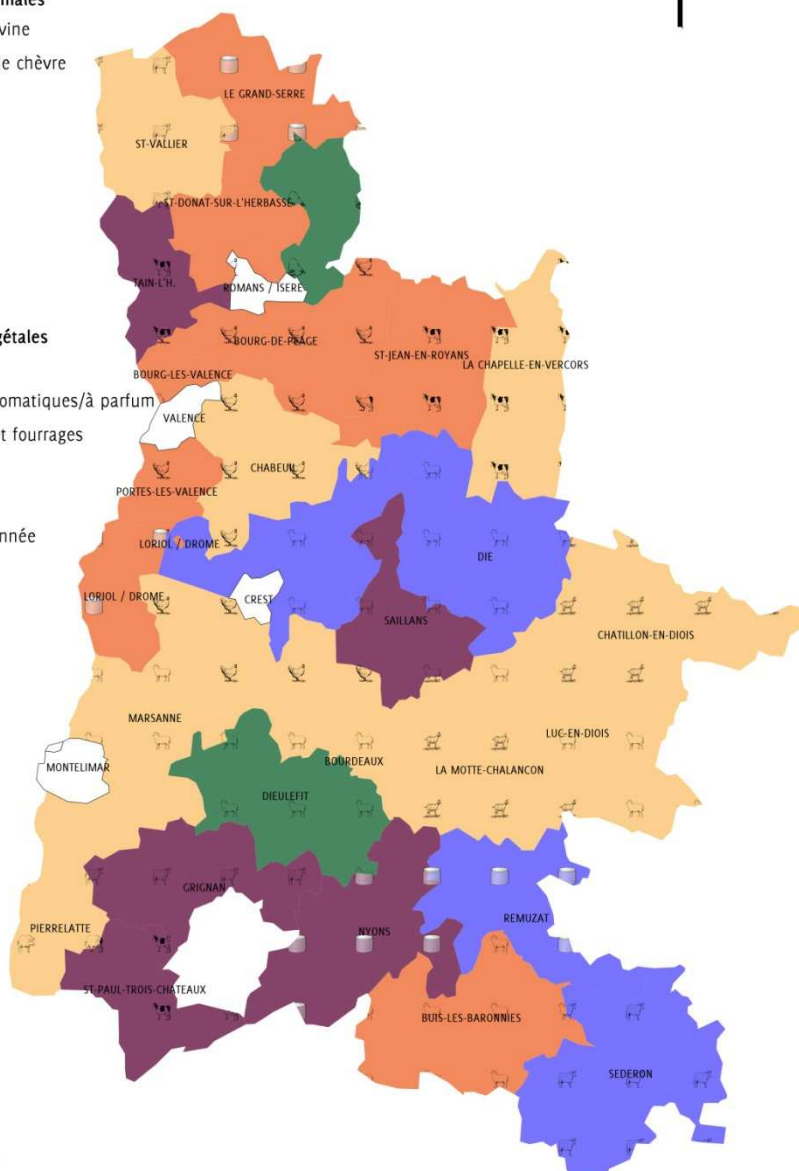 vine
e chèvre
LE GRAND-SERRE
ST-VALLIER
ST-DONAT-SUR-L'HERBASSE
TAIN-L'H.
ROMANS / ISERE
gétales
BOURG-DE-PEAGE
ST-JEAN-EN-ROYANS
LA CHAPELLE-EN-VERCORS
BOURG-LES-VALENCE
omatiques/à parfum
VALENCE
et fourrages
CHABEUIL
PORTES-LES-VALENCE
nnée
LORIOL / DROME
DIE
LORIOL / DROME
CREST
SAILLANS
CHATILLON-EN-DIOIS
MARSANNE
LUC-EN-DIOIS
BOURDEAUX
MONTELIMAR
LA MOTTE-CHALANCON
DIEULEFIT
GRIGNAN
REMUZAT
PIERRELATTE
NYONS
ST-PAUL-TROIS-CHATEAUX
BUIS-LES-BARONNIES
SEDERON